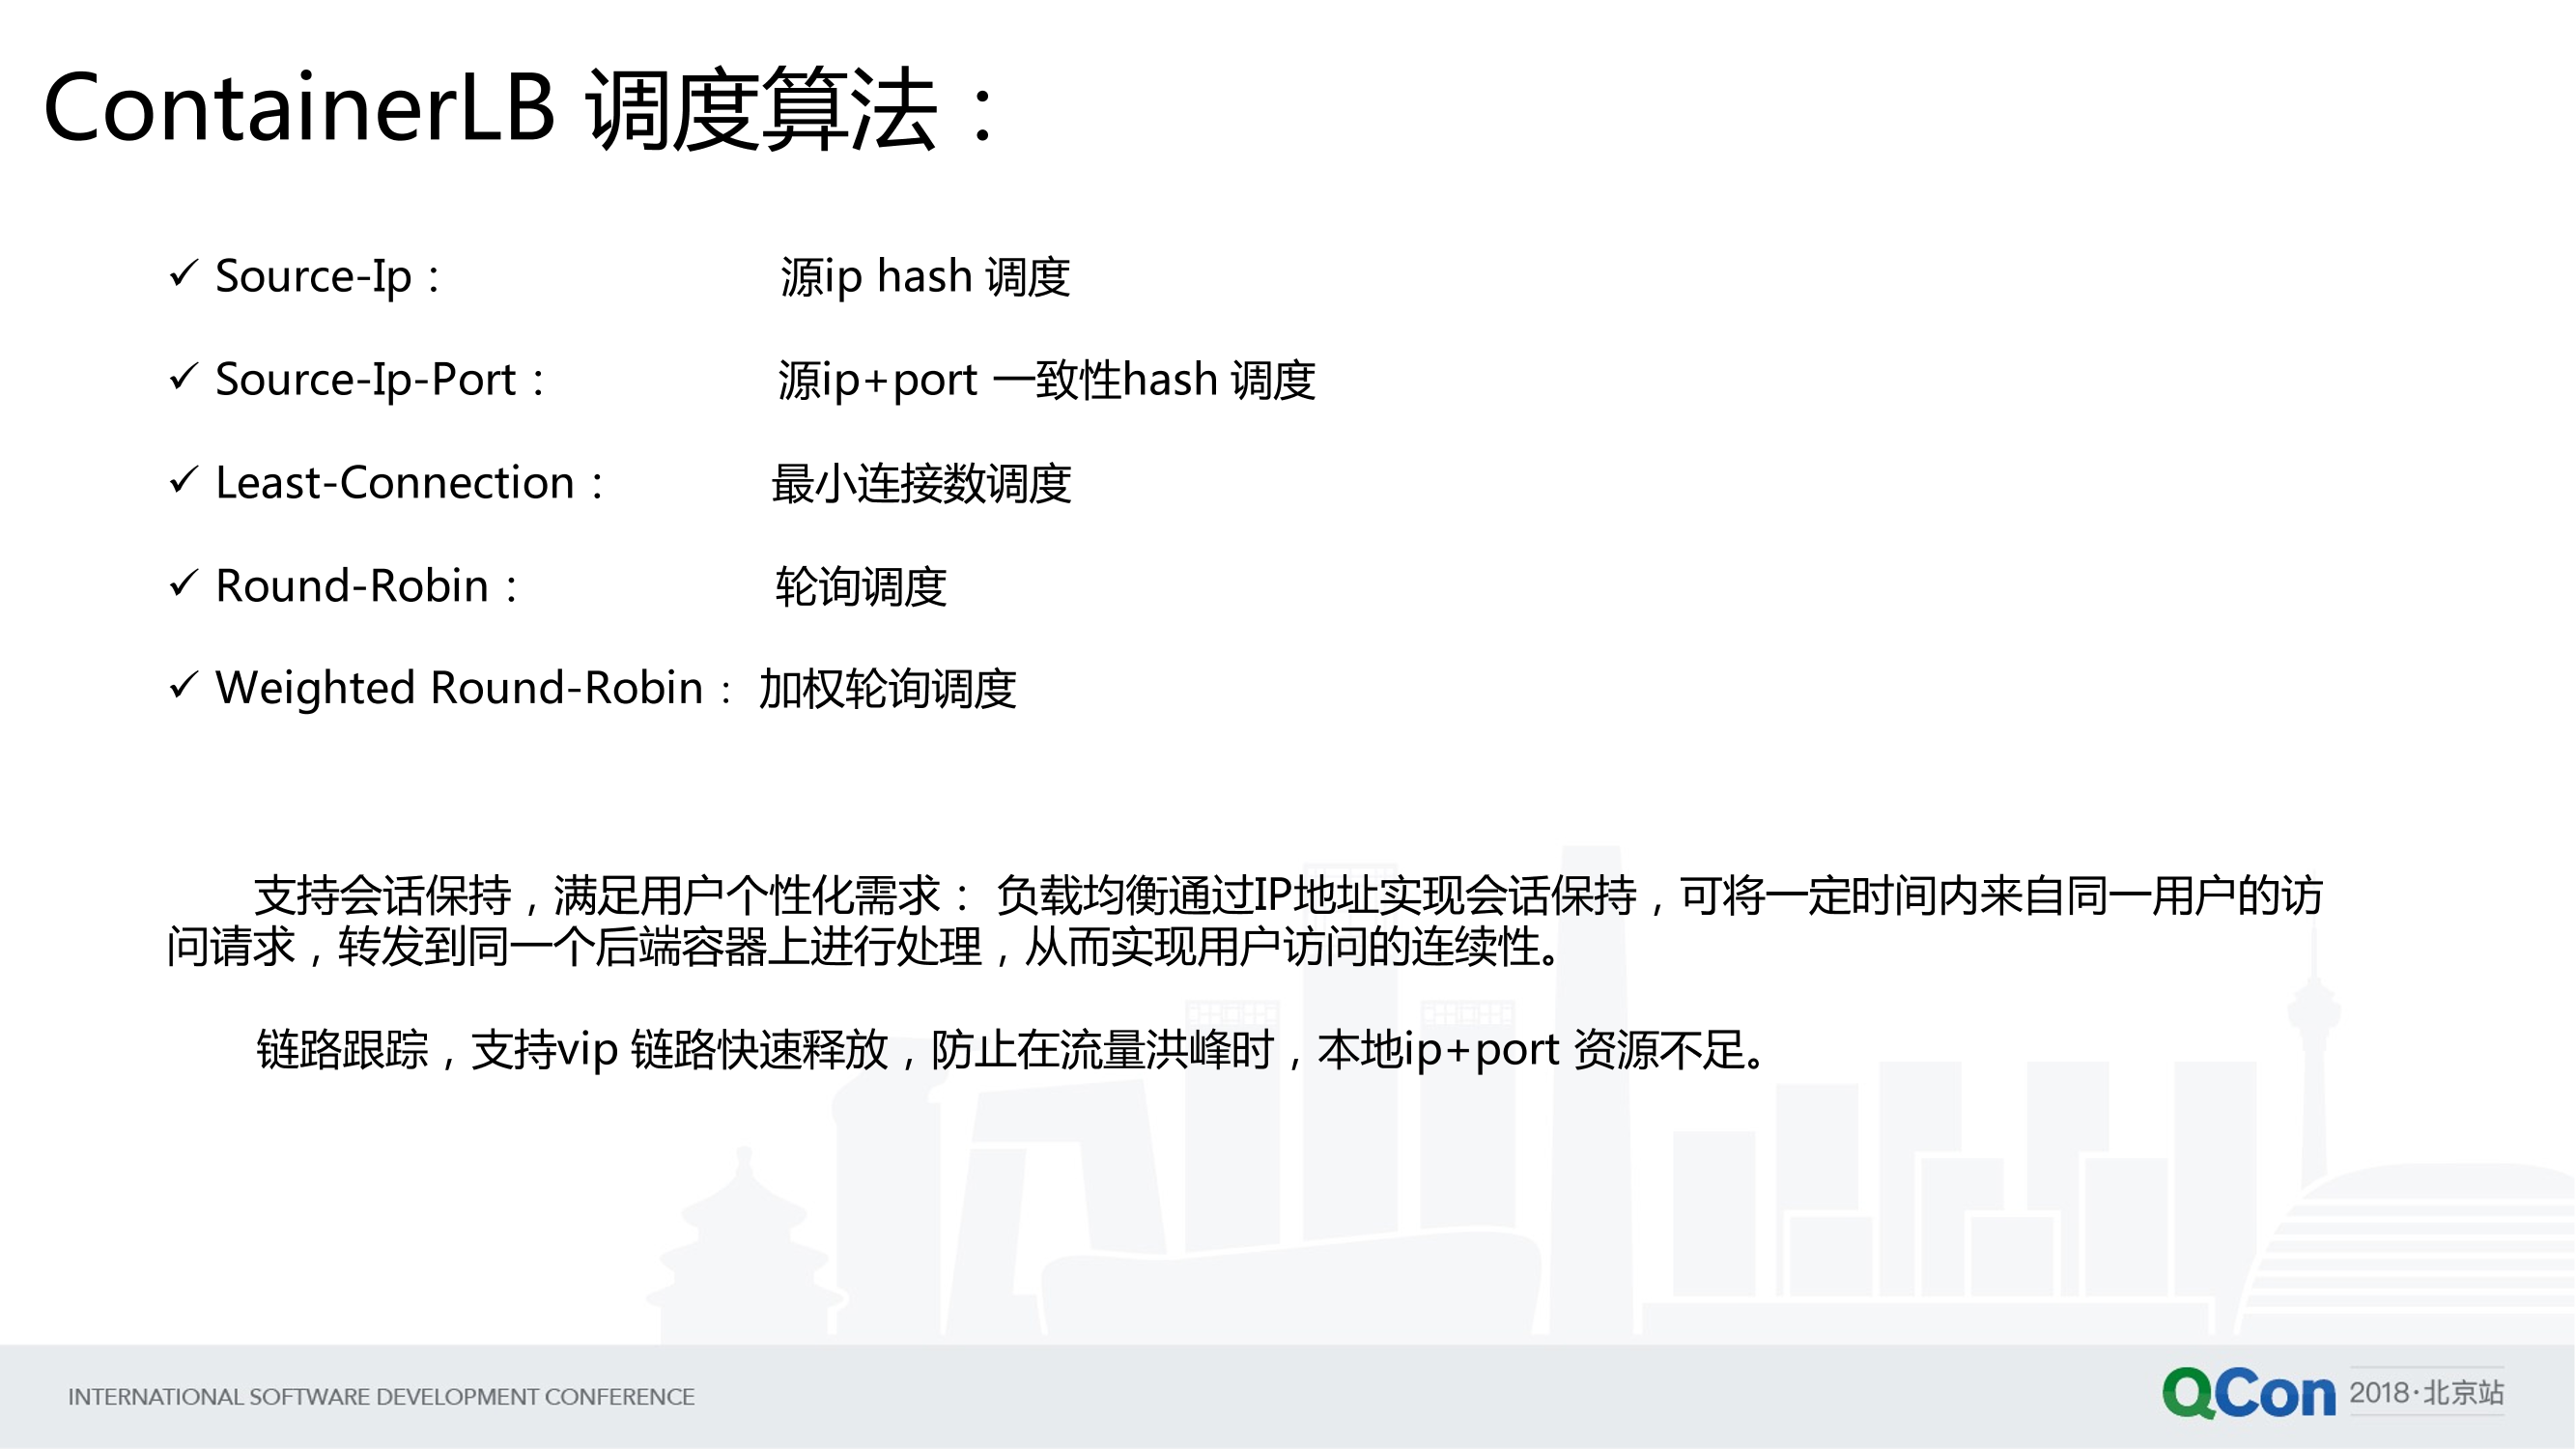 ContainerLB 调度算法：
✓ Source-Ip： 源ip hash 调度
✓ Source-Ip-Port： 源ip+port 一致性hash 调度
✓ Least-Connection： 最小连接数调度
✓ Round-Robin： 轮询调度
✓ Weighted Round-Robin： 加权轮询调度
支持会话保持，满足用户个性化需求： 负载均衡通过IP地址实现会话保持，可将一定时间内来自同一用户的访
问请求，转发到同一个后端容器上进行处理，从而实现用户访问的连续性。
链路跟踪，支持vip 链路快速释放，防止在流量洪峰时，本地ip+port 资源不足。
INTERNATIONAL SOFTWARE DEVELOPMENT CONFERENCE
QCon 2018·北京站